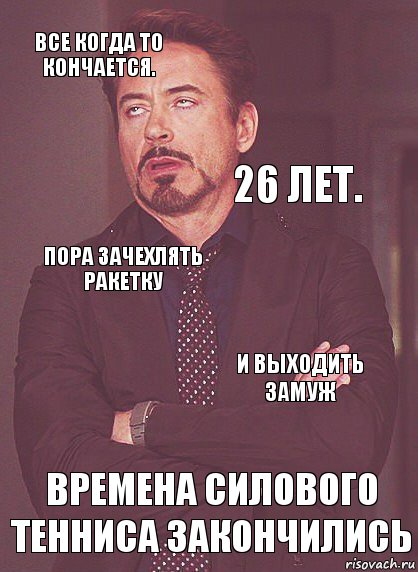 ВСЕ КОГДА ТО
КОНЧАЕТСЯ.
26 ЛЕТ.
ПОРА ЗАЧЕХЛЯТЬ
РАКЕТКУ
И ВЫХОДИТЬ
ЗАМУЖ
ВРЕМЕНА СИЛОВОГО
ТЕННИСА ЗАКОНЧИЛИСЬ
risovach.ru